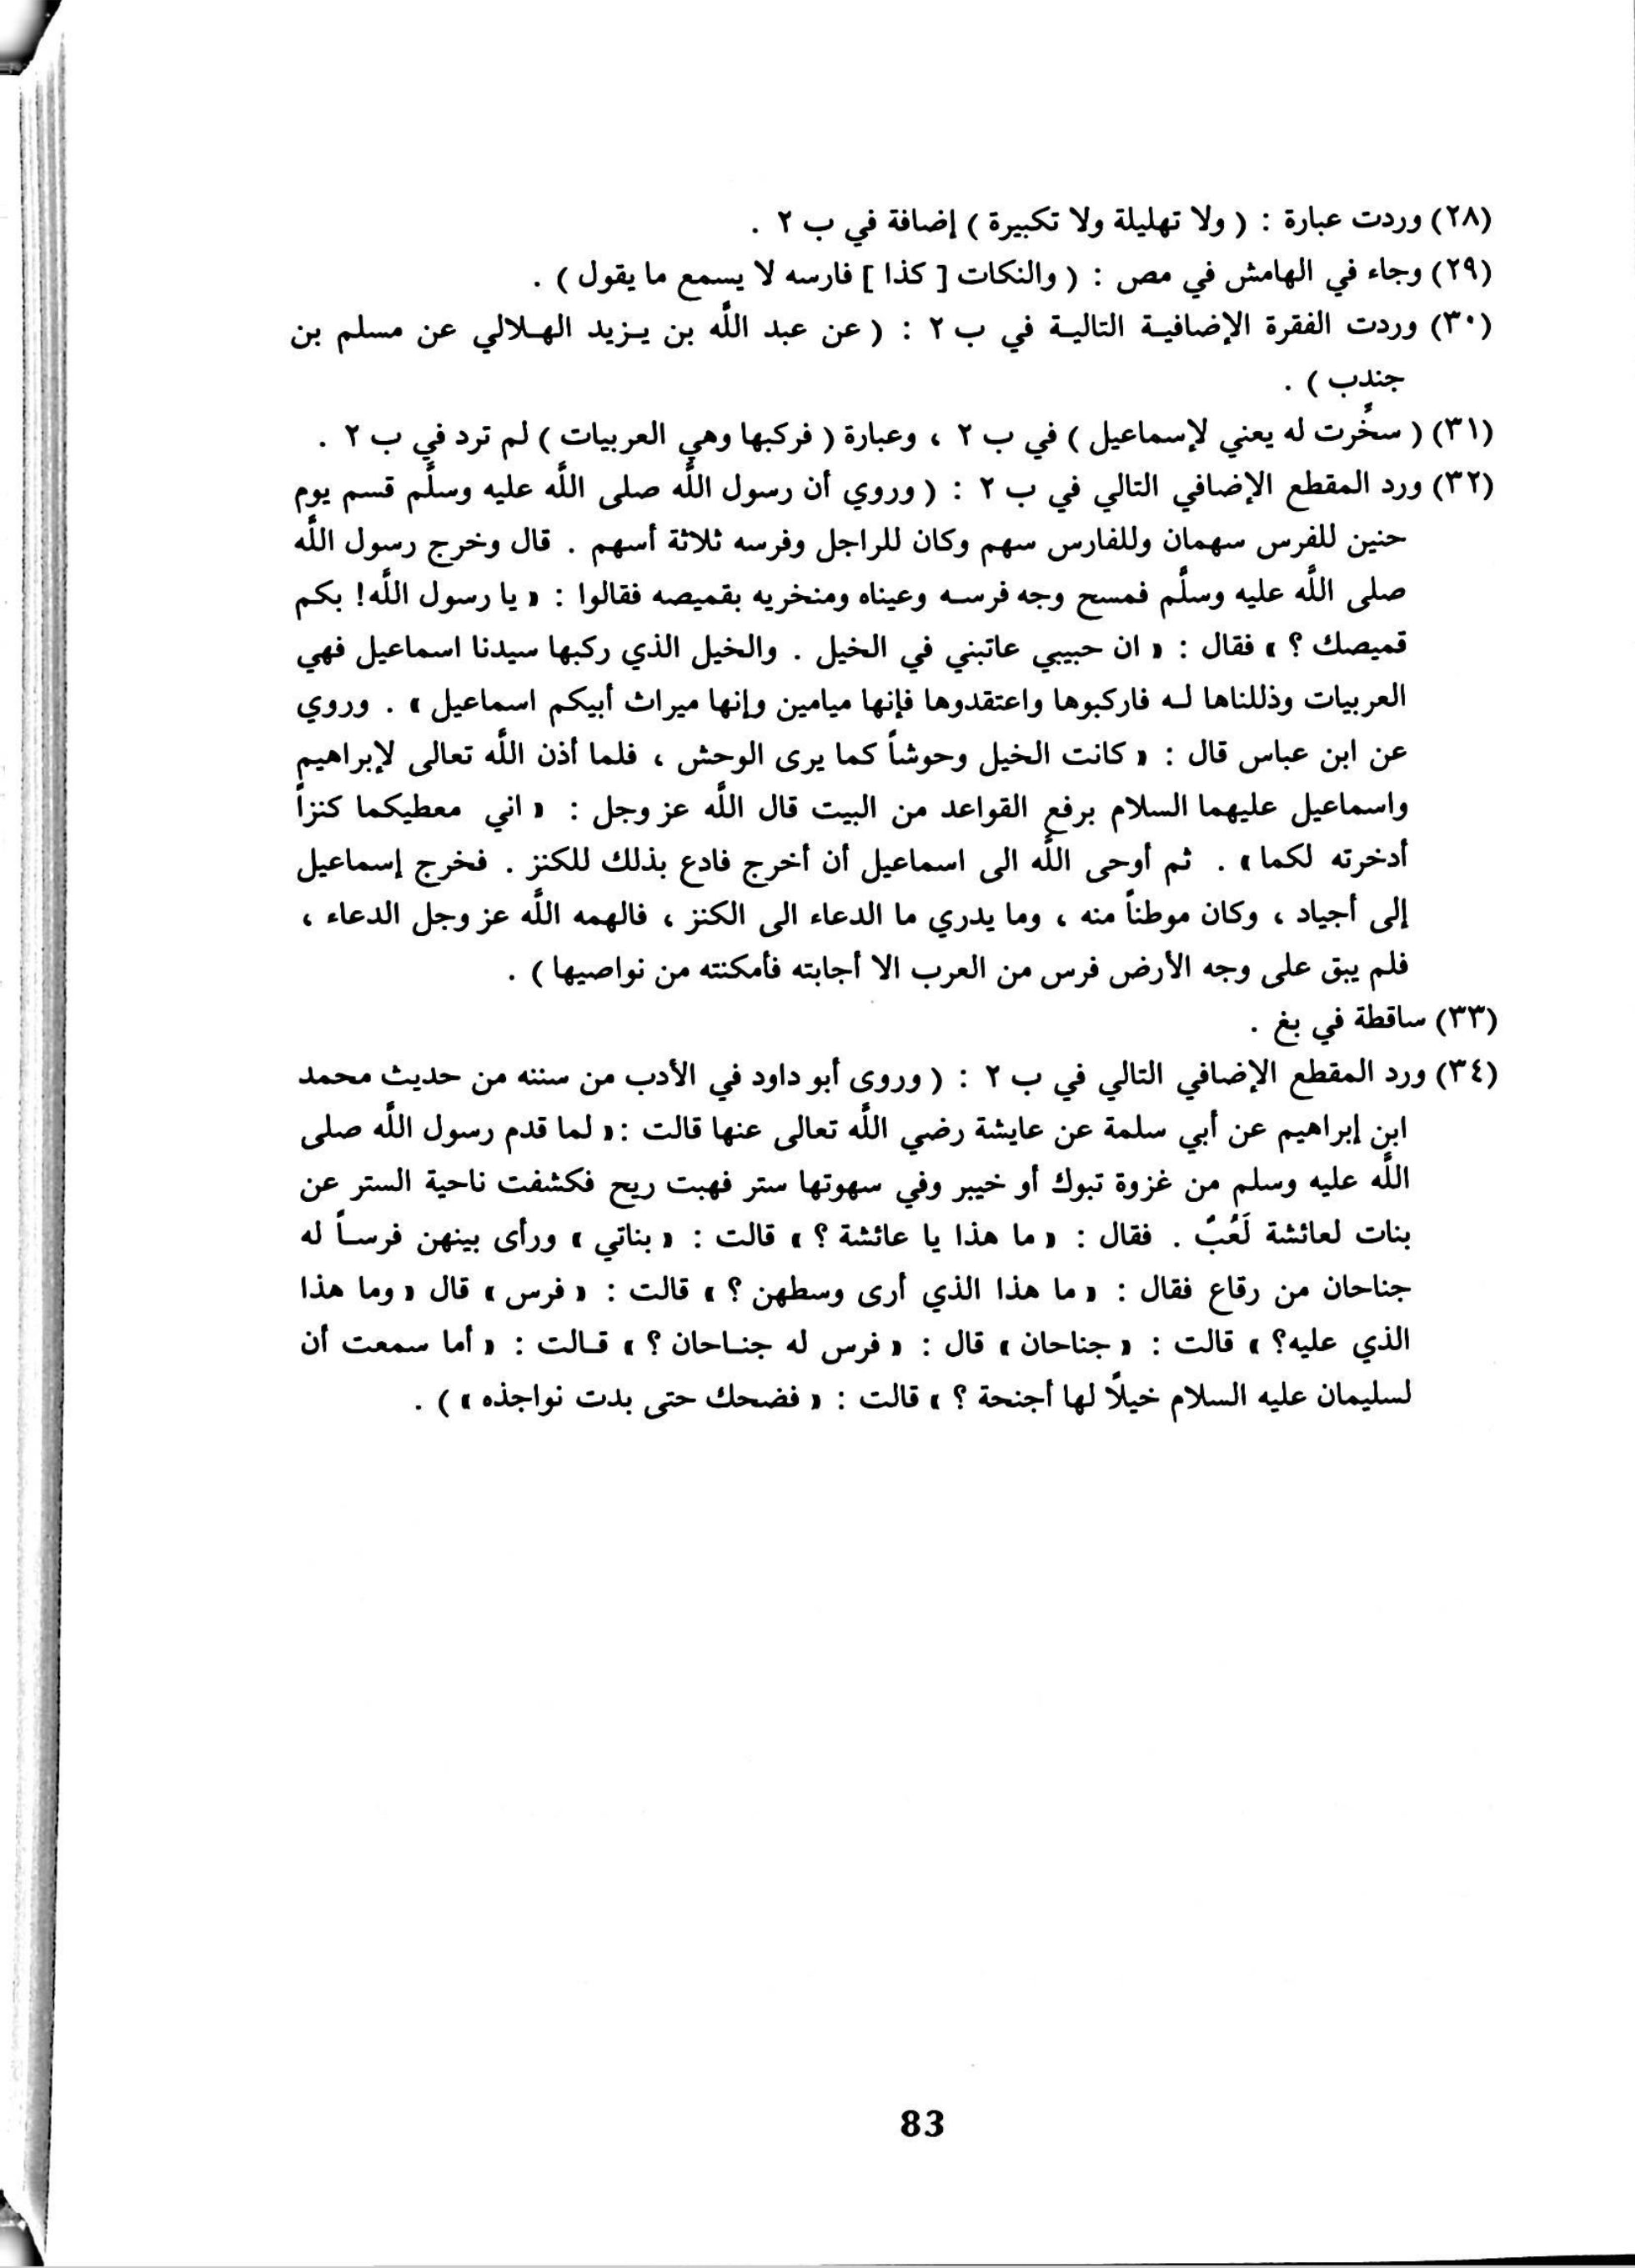 (٢٨) وردت عبارة : ( ولا تهليلة ولا تكبيرة ) إضافة في ب ٢ .
(٢٩) وجاء في الهامش في مص : ( والنكات [ كذا ] فارسه لا يسمع ما يقول ) .
(٣٠) وردت الفقرة الإضافية التالية في ب ٢ : ( عن عبد اللَّه بن يزيد الهلالي عن مسلم بن
جندب ) .
(٣١) ( سخِّرت له يعني لإسماعيل ) في ب ٢ ، وعبارة ( فركبها وهي العربيات ) لم ترد في ب ٢ .
(٣٢) ورد المقطع الإضافي التالي في ب ٢ : ( وروي أن رسول اللَّه صلى اللَّه عليه وسلَّم قسم يوم
حنين للفرس سهمان وللفارس سهم وكان للراجل وفرسه ثلاثة أسهم . قال وخرج رسول اللَّه
صلى اللَّه عليه وسلَّم فمسح وجه فرسه وعيناه ومنخريه بقميصه فقالوا : « يا رسول اللَّه! بكم
قميصك ؟ » فقال : « ان حبيبي عاتبني في الخيل . والخيل الذي ركبها سيدنا اسماعيل فهي
العربيات وذللناها له فاركبوها واعتقدوها فإنها ميامين وإنها ميراث أبيكم اسماعيل » . وروي
عن ابن عباس قال : « كانت الخيل وحوشاً كما يرى الوحش ، فلما أذن اللَّه تعالى لإبراهيم
واسماعيل عليهما السلام برفع القواعد من البيت قال اللَّه عز وجل : « اني معطيكما كنزاً
أدخرته لكما » . ثم أوحى اللَّه الى اسماعيل أن أخرج فادع بذلك للكنز . فخرج إسماعيل
إلى أجياد ، وكان موطناً منه ، وما يدري ما الدعاء الى الكنز ، فالهمه اللَّه عز وجل الدعاء ،
فلم يبق على وجه الأرض فرس من العرب الا أجابته فأمكنته من نواصيها ) .
(٣٣) ساقطة في بغ .
(٣٤) ورد المقطع الإضافي التالي في ب ٢ : ( وروى أبو داود في الأدب من سننه من حديث محمد
ابن إبراهيم عن أبي سلمة عن عايشة رضي اللَّه تعالى عنها قالت :« لما قدم رسول اللَّه صلى
اللَّه عليه وسلم من غزوة تبوك أو خيبر وفي سهوتها ستر فهبت ريح فكشفت ناحية الستر عن
بنات لعائشة لَعُبٌ . فقال : « ما هذا يا عائشة ؟ » قالت : « بناتي » ورأى بينهن فرساً له
جناحان من رقاع فقال : « ما هذا الذي أرى وسطهن ؟ » قالت : « فرس » قال « وما هذا
الذي عليه؟ » قالت : « جناحان » قال : « فرس له جناحان ؟ » قالت : « أما سمعت أن
لسليمان عليه السلام خيلًا لها أجنحة ؟ » قالت : « فضحك حتى بدت نواجذه » ) .
83